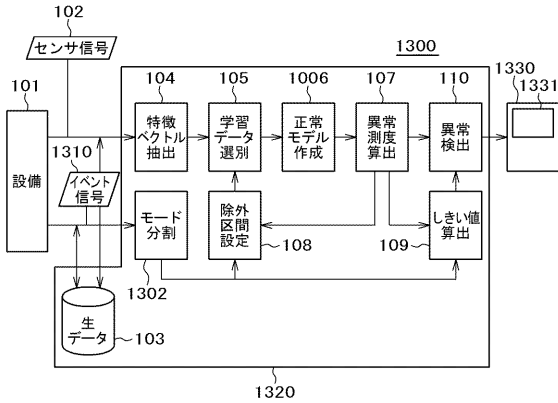 102
センサ信号
1300
101
104
105
1006
107
110
1330
1331
特徴
ベクトル
抽出
学習
データ
選別
正常
モデル
作成
異常
測度
算出
異常
検出
1310
設備
イベント
信号
モード
分割
除外
区間
設定
しきい値
算出
1302
108
109
生
データ
103
1320